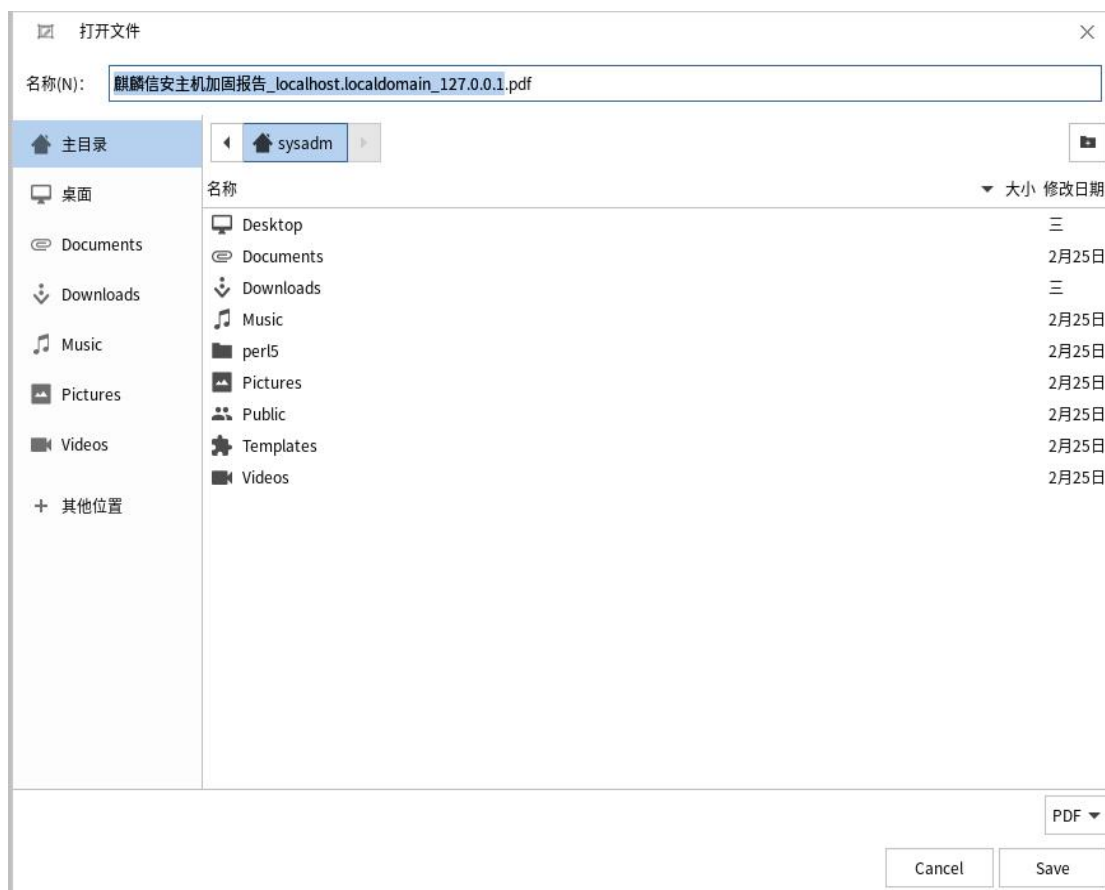 打开文件
名称(N): 麒麟信安主机加固报告_localhost.localdomain_127.0.0.1.pdf
主目录
桌面
Documents
Downloads
Music
Pictures
Videos
其他位置
sysadm
名称 大小 修改日期
Desktop 三
Documents 2月25日
Downloads 三
Music 2月25日
perl5 2月25日
Pictures 2月25日
Public 2月25日
Templates 2月25日
Videos 2月25日
PDF
Cancel Save